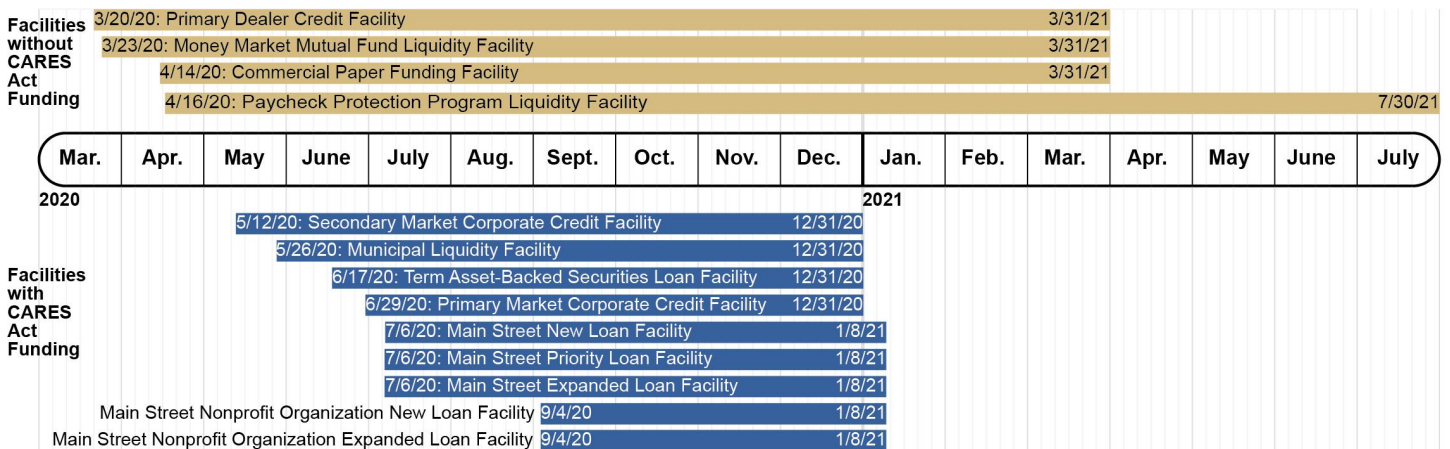 Facilities
without
CARES
Act
Funding
3/20/20: Primary Dealer Credit Facility 3/31/21
3/23/20: Money Market Mutual Fund Liquidity Facility 3/31/21
4/14/20: Commercial Paper Funding Facility 3/31/21
4/16/20: Paycheck Protection Program Liquidity Facility 7/30/21
Mar. Apr. May June July Aug. Sept. Oct. Nov. Dec. Jan. Feb. Mar. Apr. May June July
2020 2021
Facilities
with
CARES
Act
Funding
5/12/20: Secondary Market Corporate Credit Facility 12/31/20
5/26/20: Municipal Liquidity Facility 12/31/20
6/17/20: Term Asset-Backed Securities Loan Facility 12/31/20
6/29/20: Primary Market Corporate Credit Facility 12/31/20
7/6/20: Main Street New Loan Facility 1/8/21
7/6/20: Main Street Priority Loan Facility 1/8/21
7/6/20: Main Street Expanded Loan Facility 1/8/21
Main Street Nonprofit Organization New Loan Facility 9/4/20 1/8/21
Main Street Nonprofit Organization Expanded Loan Facility 9/4/20 1/8/21